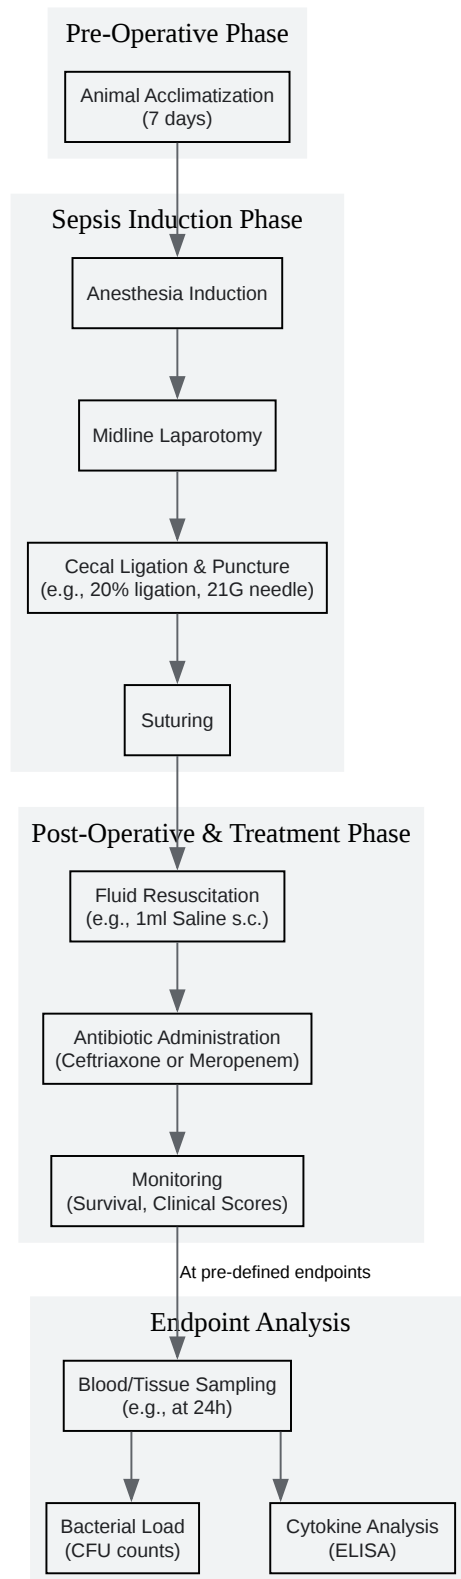 Pre-Operative Phase
Animal Acclimatization
(7 days)
Sepsis Induction Phase
Anesthesia Induction
Midline Laparotomy
Cecal Ligation & Puncture
(e.g., 20% ligation, 21G needle)
Suturing
Post-Operative & Treatment Phase
Fluid Resuscitation
(e.g., 1ml Saline s.c.)
Antibiotic Administration
(Ceftriaxone or Meropenem)
Monitoring
(Survival, Clinical Scores)
At pre-defined endpoints
Endpoint Analysis
Blood/Tissue Sampling
(e.g., at 24h)
Bacterial Load
(CFU counts)
Cytokine Analysis
(ELISA)